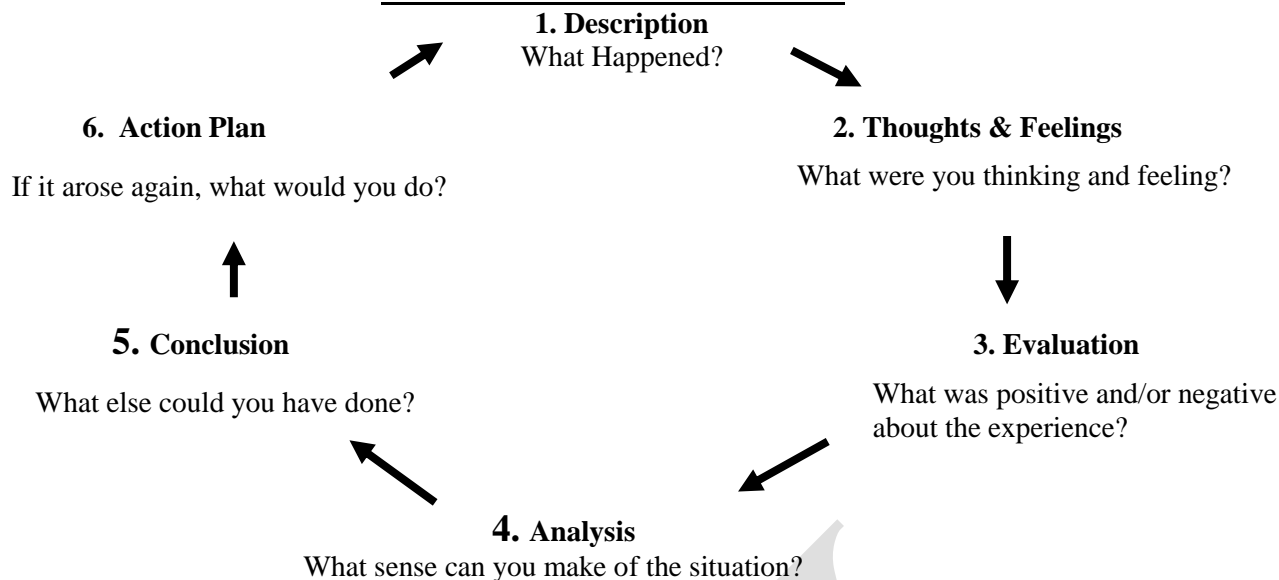 1. Description
What Happened?
2. Thoughts & Feelings
What were you thinking and feeling?
3. Evaluation
What was positive and/or negative
about the experience?
4. Analysis
What sense can you make of the situation?
5. Conclusion
What else could you have done?
6. Action Plan
If it arose again, what would you do?